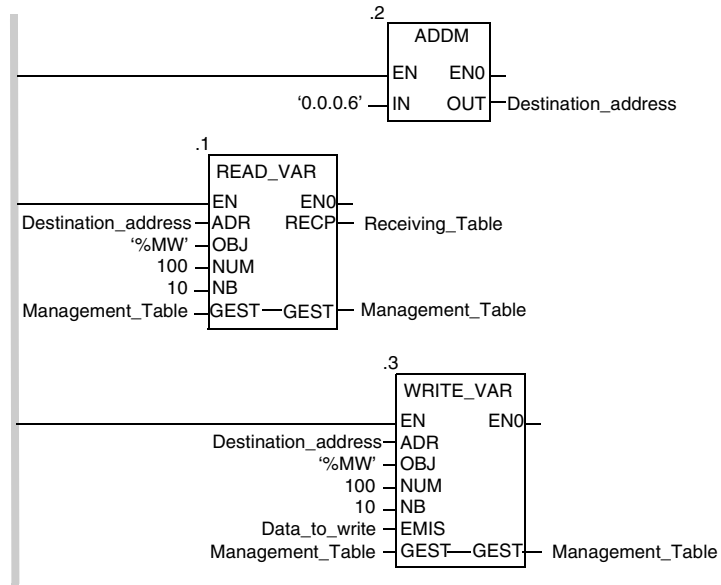 .2
ADDM
EN EN0
'0.0.0.6' IN OUT Destination_address
.1
READ_VAR
EN EN0
Destination_address ADR RECP Receiving_Table
'%MW' OBJ
100 NUM
10 NB
Management_Table GEST GEST Management_Table
.3
WRITE_VAR
EN EN0
Destination_address ADR
'%MW' OBJ
100 NUM
10 NB
Data_to_write EMIS
Management_Table GEST GEST Management_Table